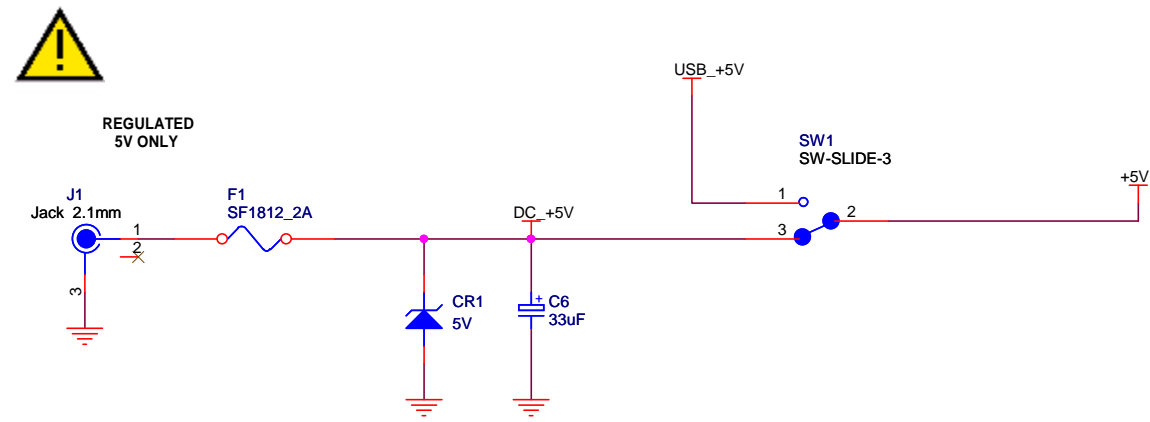 !
REGULATED
5V ONLY
USB_+5V
SW1
SW-SLIDE-3
+5V
J1
Jack 2.1mm
F1
SF1812_2A
DC_+5V
1
2
3
1
2
3
CR1
5V
+
C6
33uF